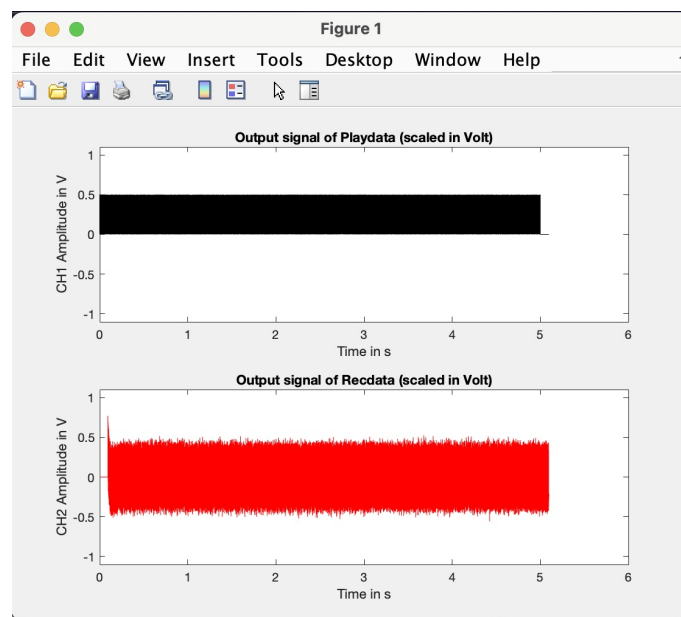 Figure 1
File Edit View Insert Tools Desktop Window Help
Output signal of Playdata (scaled in Volt)
CH1 Amplitude in V
1
0.5
0
-0.5
-1
0 1 2 3 4 5 6
Time in s
Output signal of Recdata (scaled in Volt)
CH2 Amplitude in V
1
0.5
0
-0.5
-1
0 1 2 3 4 5 6
Time in s